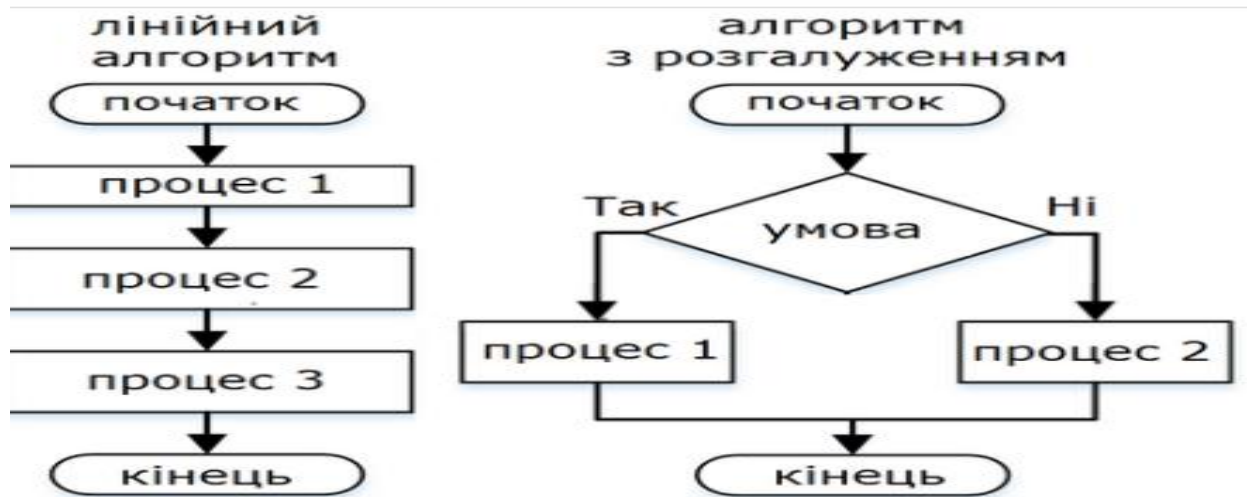 лінійний
алгоритм
початок
процес 1
процес 2
процес 3
кінець
алгоритм
з розгалуженням
початок
умова
Так
Ні
процес 1
процес 2
кінець